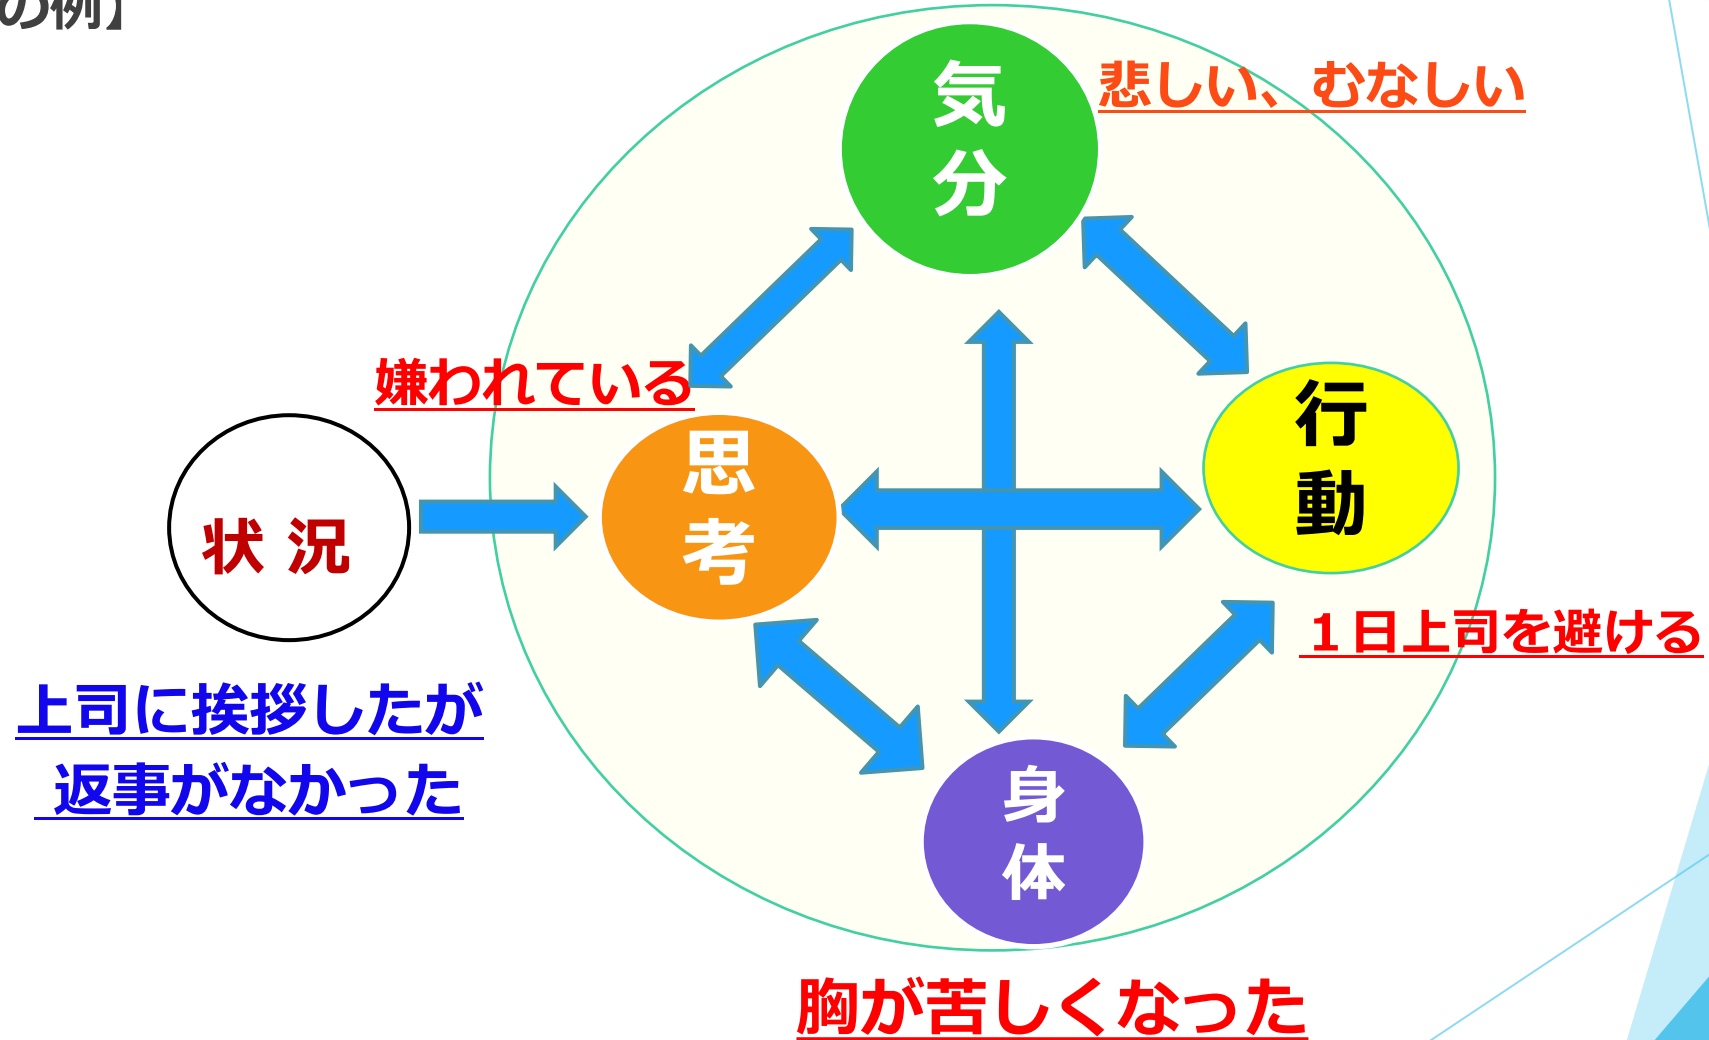 の例】
気
分
悲しい、むなしい
嫌われている
思
考
行
動
状 況
１日上司を避ける
上司に挨拶したが
返事がなかった
身
体
胸が苦しくなった